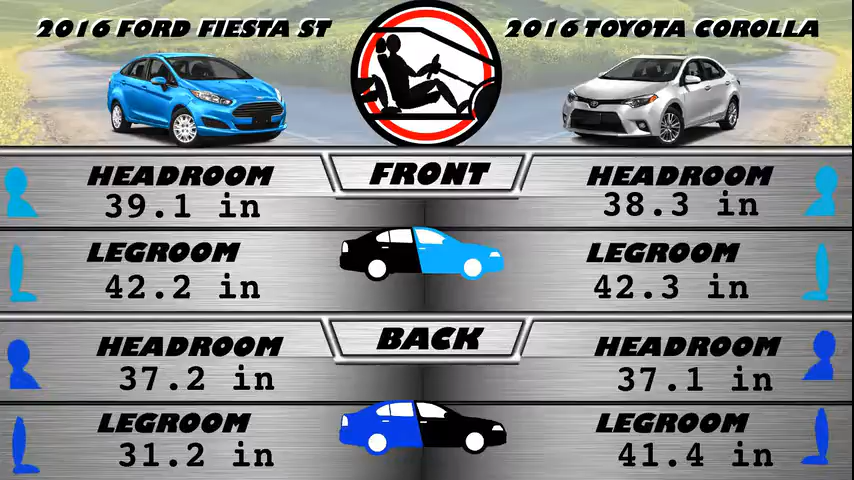 2016 FORD FIESTA ST
2016 TOYOTA COROLLA
FRONT
HEADROOM
39.1 in
HEADROOM
38.3 in
LEGROOM
42.2 in
LEGROOM
42.3 in
BACK
HEADROOM
37.2 in
HEADROOM
37.1 in
LEGROOM
31.2 in
LEGROOM
41.4 in